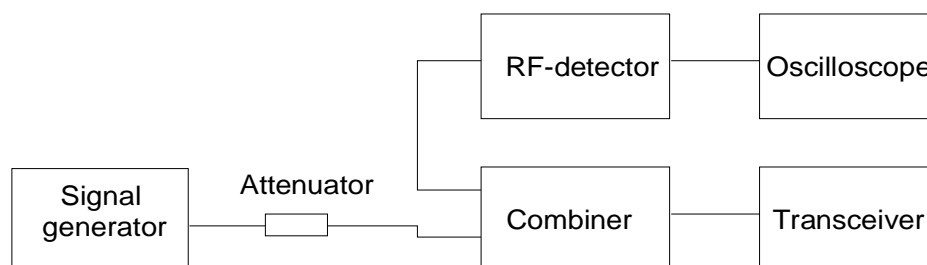 RF-detector
Oscilloscope
Attenuator
Signal
generator
Combiner
Transceiver